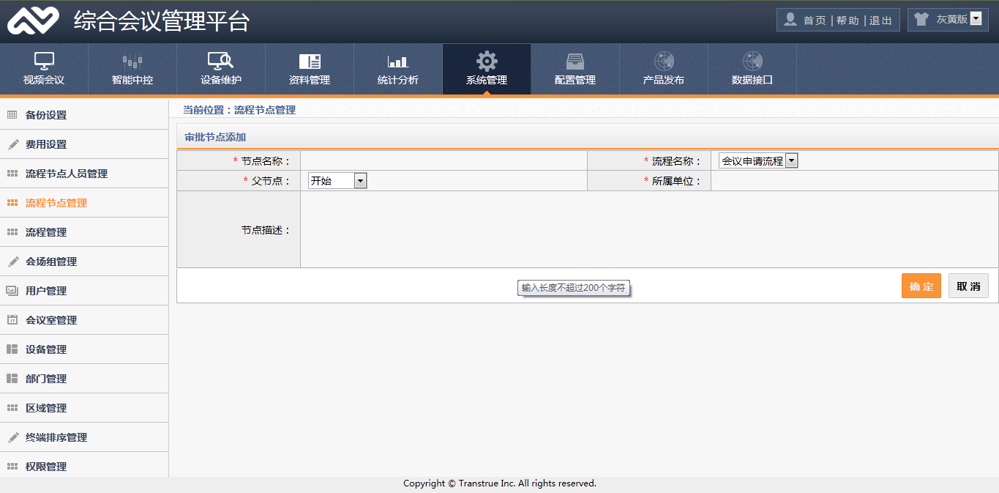 综合会议管理平台
首页 | 帮助 | 退出
灰黄版
视频会议
智能中控
设备维护
资料管理
统计分析
系统管理
配置管理
产品发布
数据接口
备份设置
费用设置
流程节点人员管理
流程节点管理
流程管理
会场组管理
用户管理
会议室管理
设备管理
部门管理
区域管理
终端排序管理
权限管理
当前位置：流程节点管理
审批节点添加
* 节点名称：
* 流程名称：
会议申请流程
* 父节点：
开始
* 所属单位：
节点描述：
输入长度不超过200个字符
确 定
取 消
Copyright © Transtrue Inc. All rights reserved.